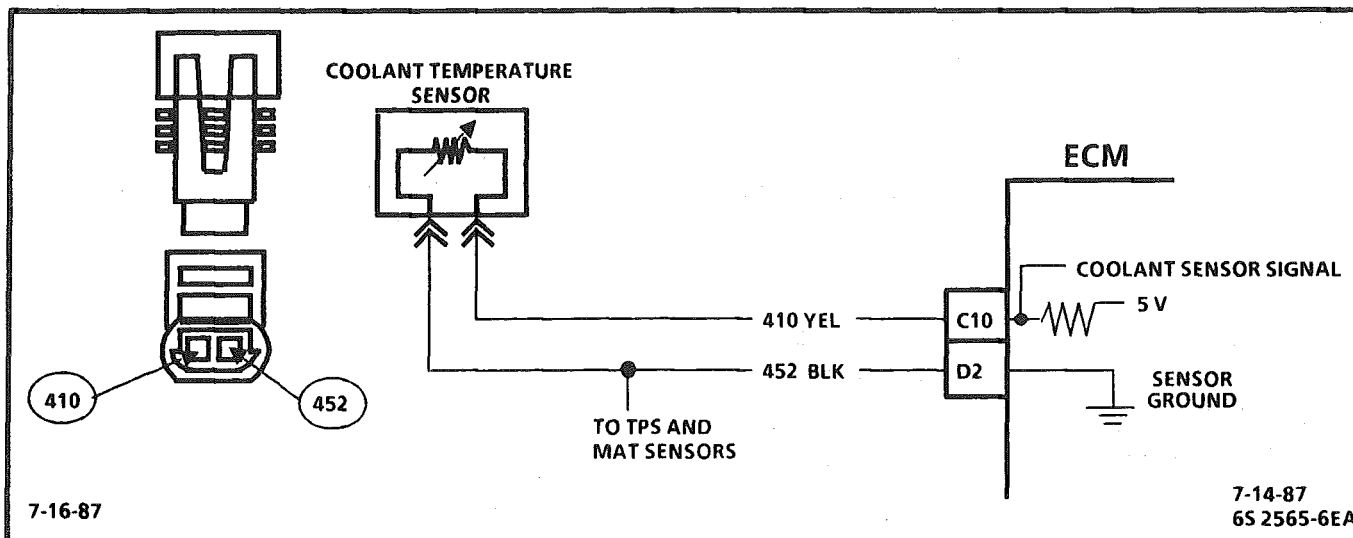 COOLANT TEMPERATURE
SENSOR
ECM
COOLANT SENSOR SIGNAL
5 V
410 YEL
C10
452 BLK
D2
SENSOR
GROUND
410
452
TO TPS AND
MAT SENSORS
7-16-87
7-14-87
6S 2565-6EA